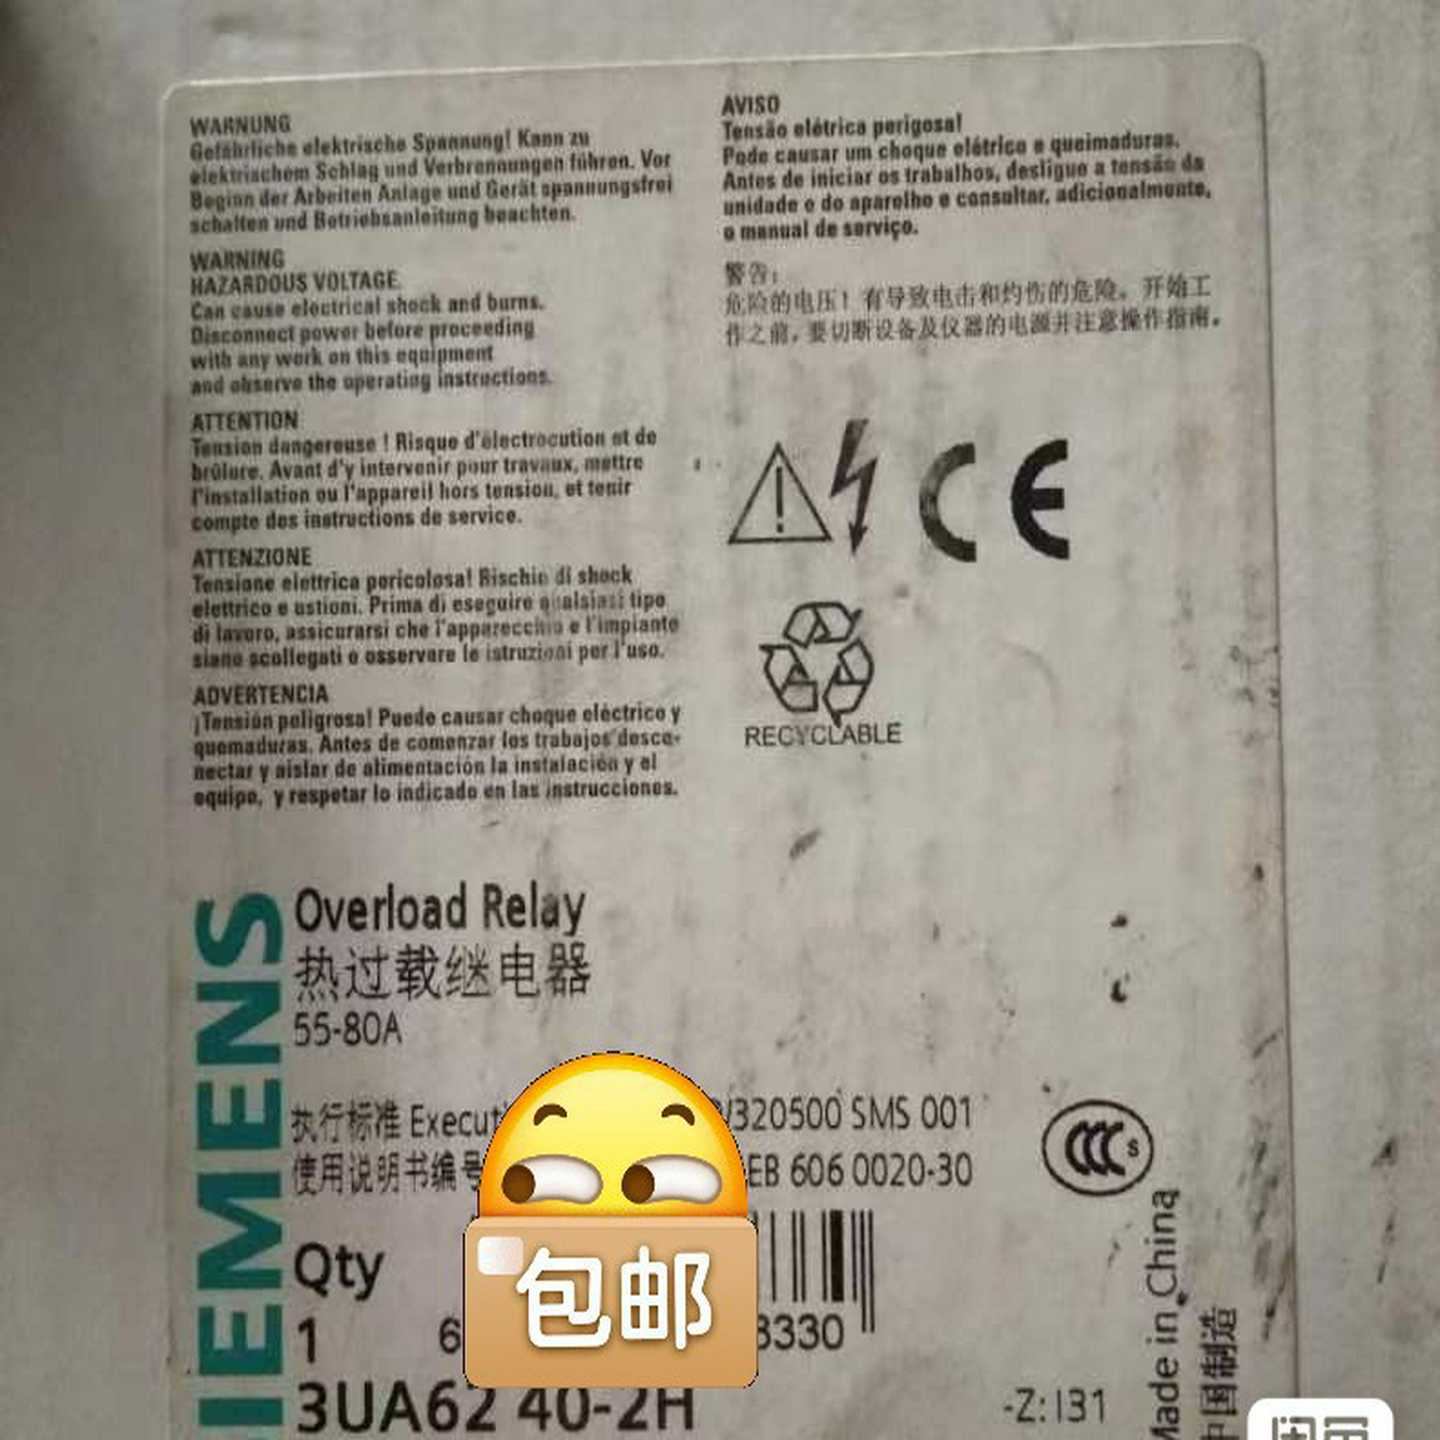 WARNUNG
Gefährliche elektrische Spannung! Kann zu
elektrischem Schlag und Verbrennungen führen. Vor
Beginn der Arbeiten Anlage und Gerät spannungsfrei
schalten und Betriebsanleitung beachten.
WARNING
HAZARDOUS VOLTAGE
Can cause electrical shock and burns.
Disconnect power before proceeding
with any work on this equipment
and observe the operating instructions.
ATTENTION
Tension dangereuse ! Risque d'électrocution et de
brûlure. Avant d'y intervenir pour travaux, mettre
l'installation ou l'appareil hors tension, et tenir
compte des instructions de service.
ATTENZIONE
Tensione elettrica pericolosa! Rischio di shock
elettrico e ustioni. Prima di eseguire qualsiasi tipo
di lavoro, assicurarsi che l'apparecchio e l'impianto
siano scollegati e osservare le istruzioni per l'uso.
ADVERTENCIA
¡Tensión peligrosa! Puede causar choque eléctrico y
quemaduras. Antes de comenzar los trabajos desco-
nectar y aislar de alimentación la instalación y el
equipo, y respetar lo indicado en las instrucciones.
AVISO
Tensão elétrica perigosa!
Pode causar um choque elétrico e queimaduras.
Antes de iniciar os trabalhos, desligue a tensão da
unidade e do aparelho e consultar, adicionalmente,
o manual de serviço.
警告:
危险的电压! 有导致电击和灼伤的危险。开始工
作之前,要切断设备及仪器的电源并注意操作指南。
CE
RECYCLABLE
SIEMENS
Overload Relay
热过载继电器
55-80A
执行标准 Executi /320500 SMS 001
使用说明书编号 EB 606 0020-30
CCC S
Qty
1 6 3330
包邮
3UA62 40-2H
-Z: I31
Made in China
中国制造